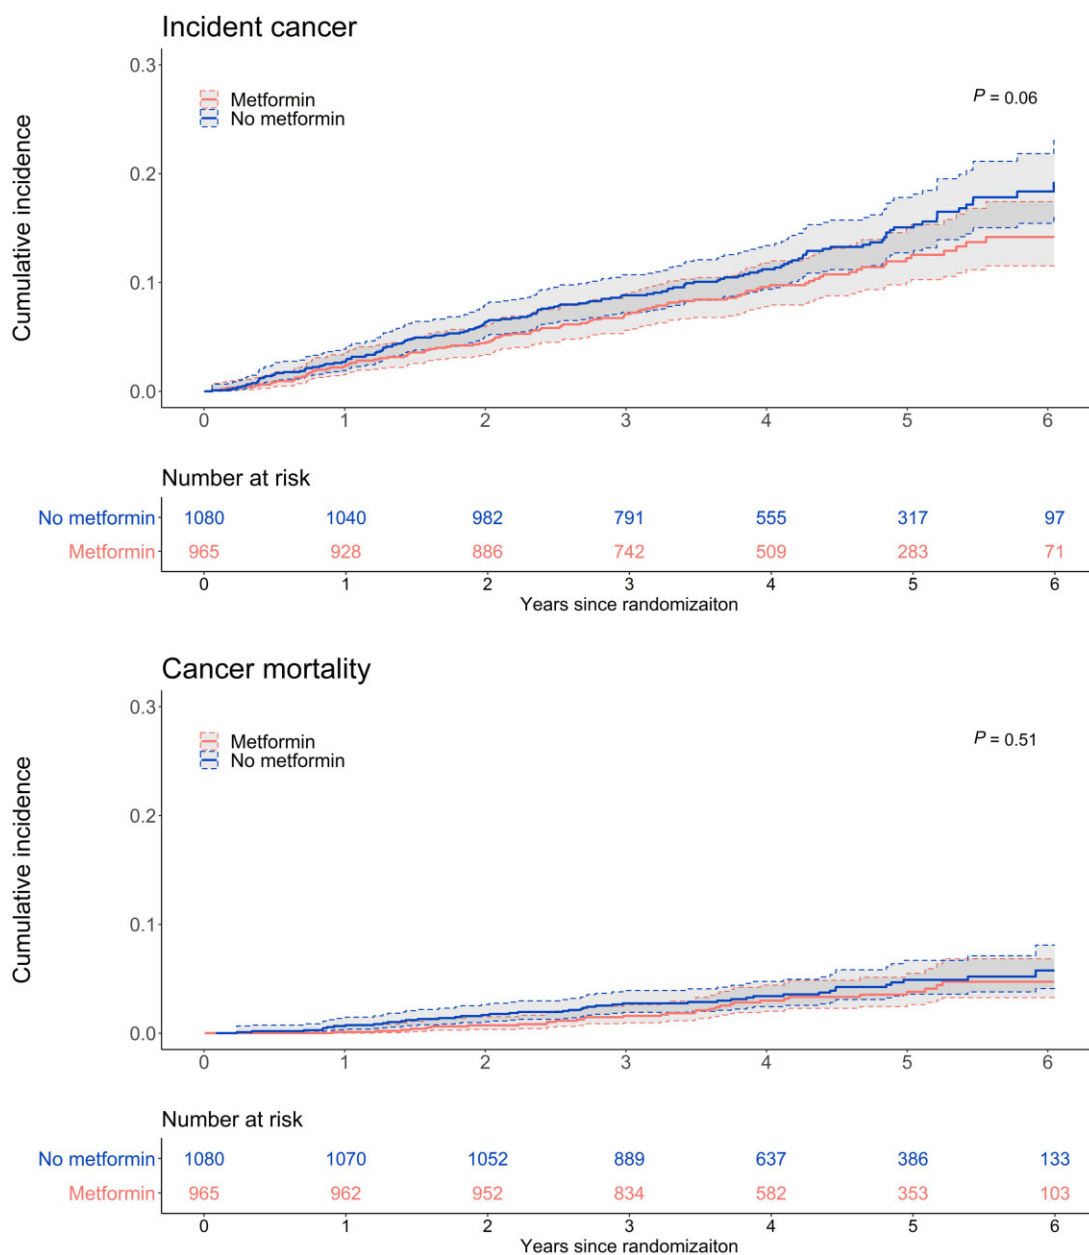 Incident cancer
Cumulative incidence
0.3
0.2
0.1
0.0
Metformin
No metformin
P = 0.06
0 1 2 3 4 5 6
Number at risk
No metformin 1080 1040 982 791 555 317 97
Metformin 965 928 886 742 509 283 71
0 1 2 3 4 5 6
Years since randomizaiton
Cancer mortality
Cumulative incidence
0.3
0.2
0.1
0.0
Metformin
No metformin
P = 0.51
0 1 2 3 4 5 6
Number at risk
No metformin 1080 1070 1052 889 637 386 133
Metformin 965 962 952 834 582 353 103
0 1 2 3 4 5 6
Years since randomizaiton